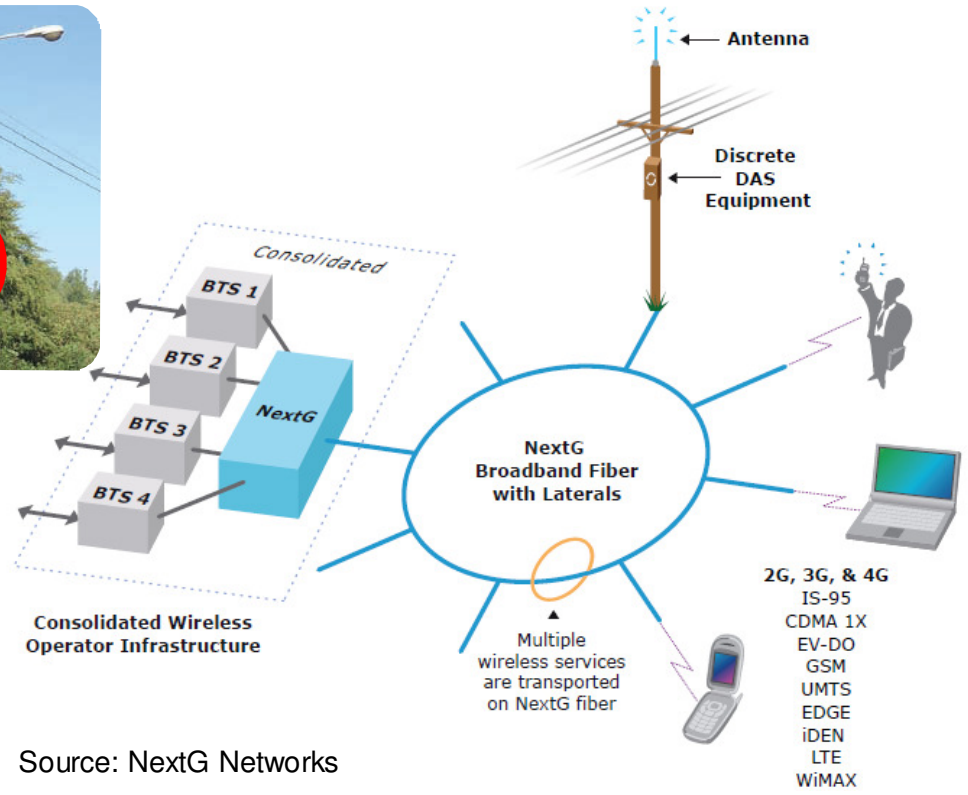 Antenna
Discrete
DAS
Equipment
Consolidated
BTS 1
BTS 2
BTS 3
BTS 4
NextG
NextG
Broadband Fiber
with Laterals
Consolidated Wireless
Operator Infrastructure
Multiple
wireless services
are transported
on NextG fiber
2G, 3G, & 4G
IS-95
CDMA 1X
EV-DO
GSM
UMTS
EDGE
iDEN
LTE
WiMAX
Source: NextG Networks